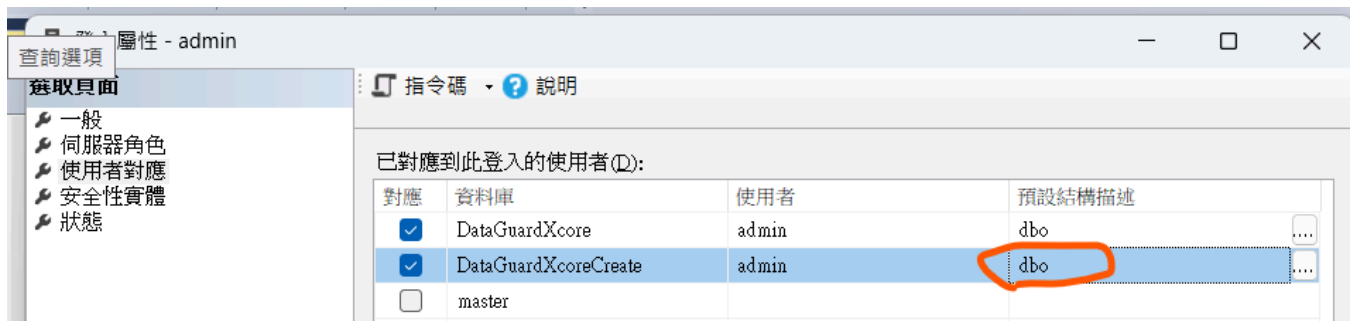 屬性 - admin
查詢選項
選取頁面
指令碼
說明
一般
伺服器角色
使用者對應
安全性實體
狀態
已對應到此登入的使用者(D):
對應 資料庫 使用者 預設結構描述
DataGuardXcore admin dbo ...
DataGuardXcoreCreate admin dbo ...
master